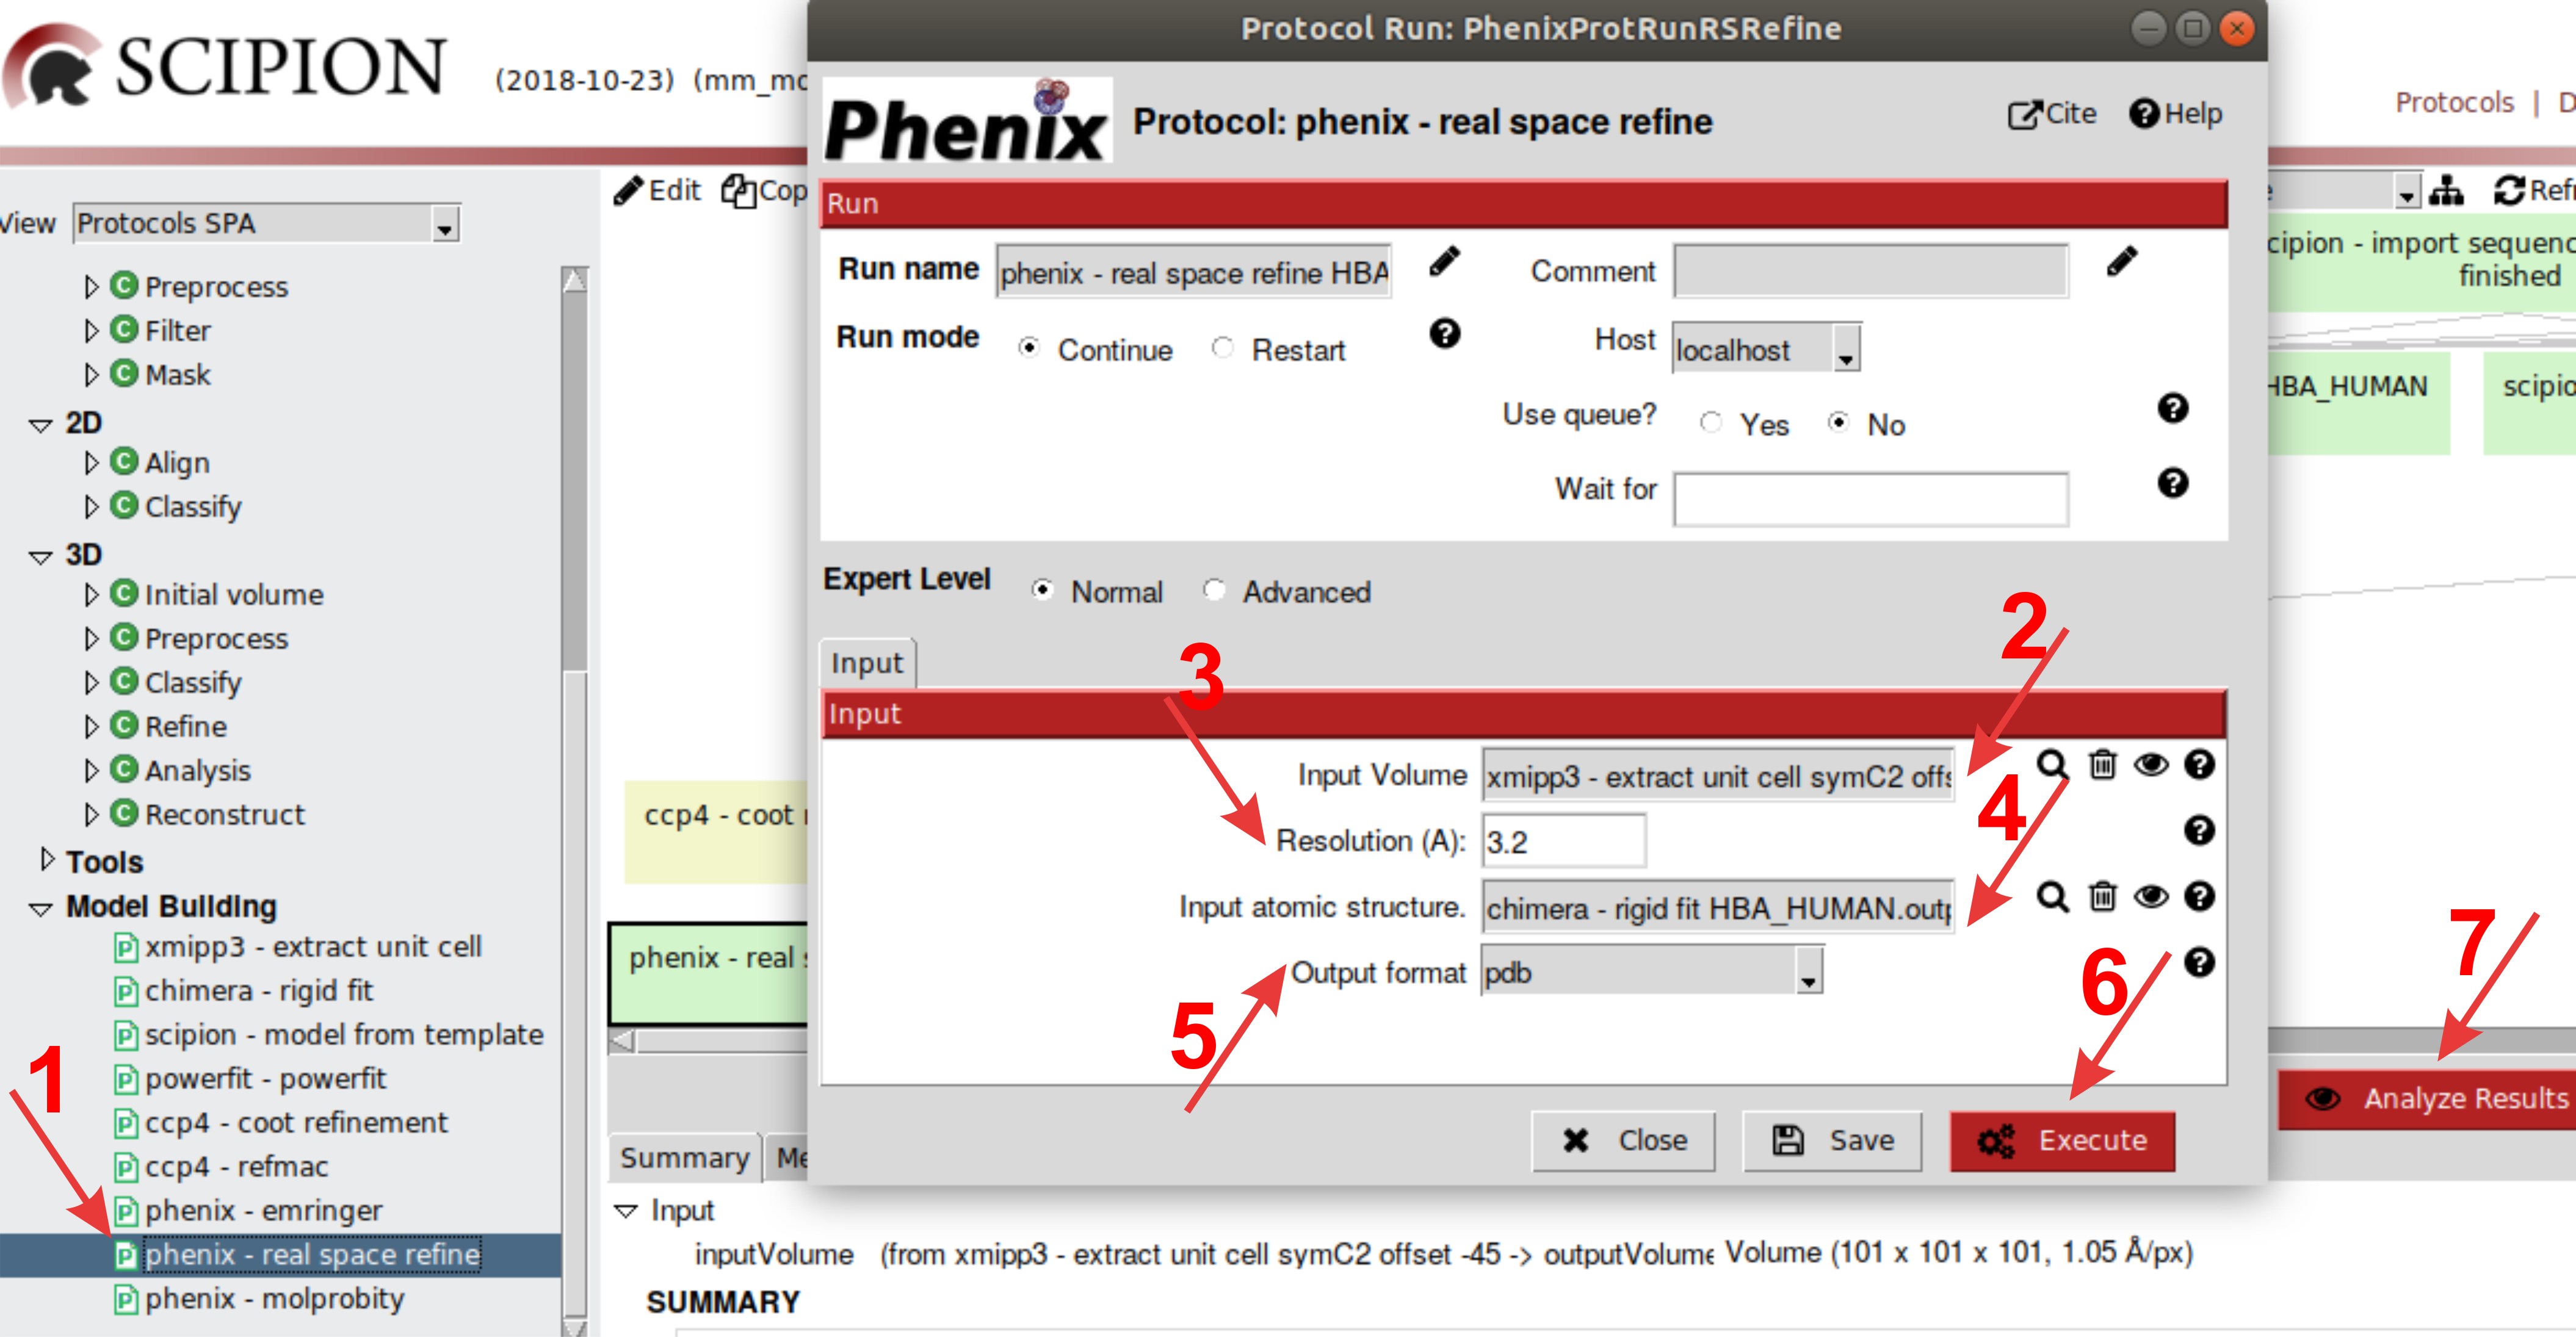 SCIPION
(2018-10-23) (mm_mo
Protocol Run: PhenixProtRunRSRefine
Phenix
Protocol: phenix - real space refine
Cite
Help
Protocols | D
View Protocols SPA
Edit
Cop
Refr
Preprocess
Filter
Mask
2D
Align
Classify
3D
Initial volume
Preprocess
Classify
Refine
Analysis
Reconstruct
Tools
Model Building
xmipp3 - extract unit cell
chimera - rigid fit
scipion - model from template
powerfit - powerfit
ccp4 - coot refinement
ccp4 - refmac
phenix - emringer
phenix - real space refine
phenix - molprobity
1
ccp4 - coot
phenix - real s
Run
Run name phenix - real space refine HBA
Comment
Run mode Continue Restart
Host localhost
Use queue? Yes No
Wait for
Expert Level Normal Advanced
Input
Input
2
3
Input Volume xmipp3 - extract unit cell symC2 offs
4
Resolution (A): 3.2
Input atomic structure. chimera - rigid fit HBA_HUMAN.outp
Output format pdb
5
6
7
Close
Save
Execute
cipion - import sequenc
finished
HBA_HUMAN
scipio
Analyze Results
Summary
Me
Input
inputVolume (from xmipp3 - extract unit cell symC2 offset -45 -> outputVolume Volume (101 x 101 x 101, 1.05 Å/px)
SUMMARY